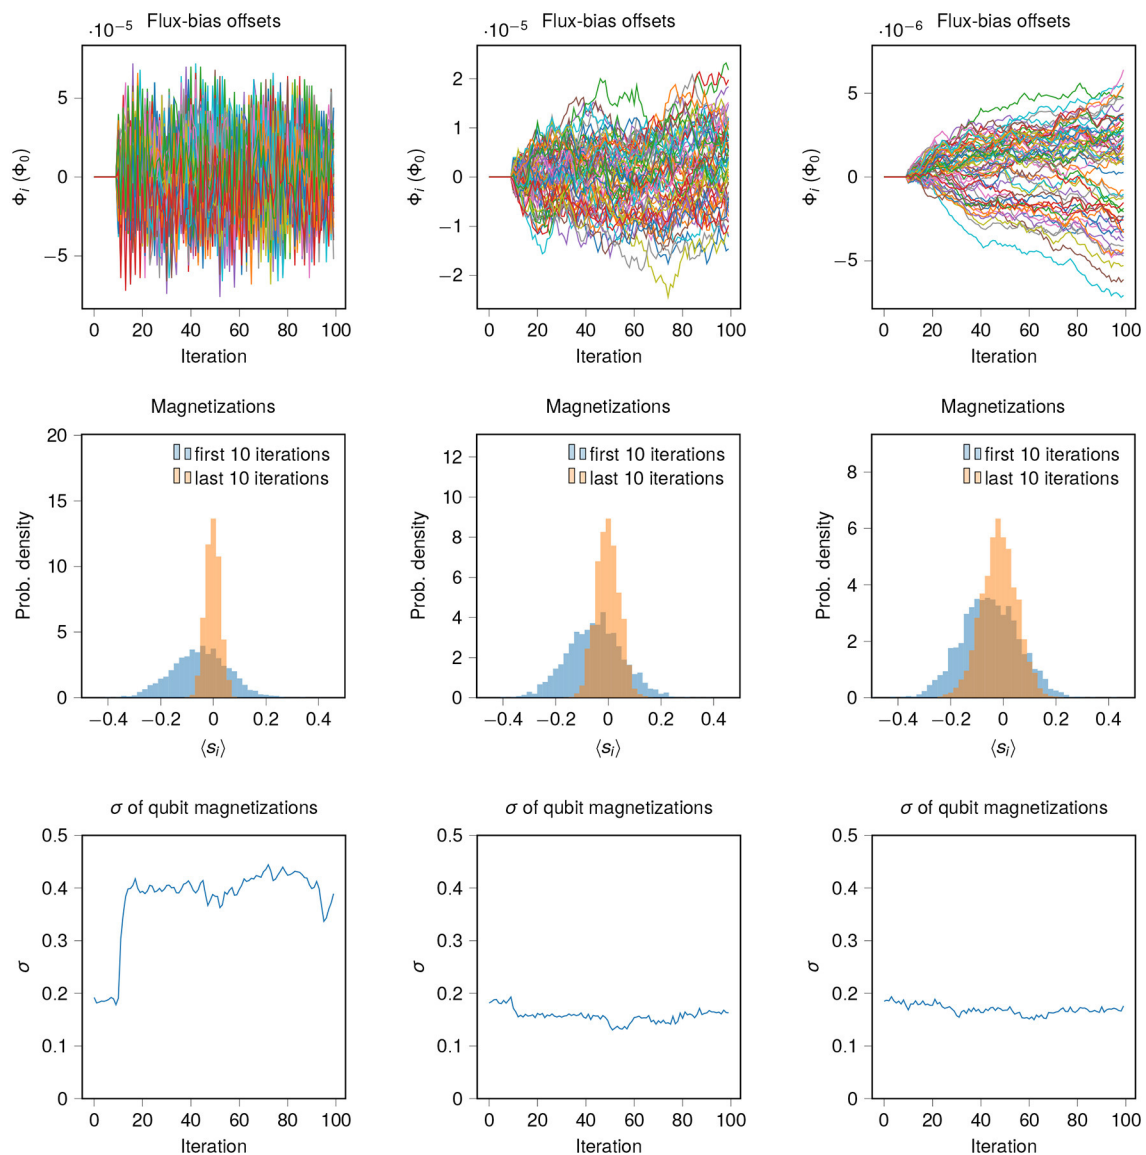 ·10⁻⁵ Flux-bias offsets
5
0
−5
Φᵢ (Φ₀)
0 20 40 60 80 100
Iteration
·10⁻⁵ Flux-bias offsets
2
1
0
−1
−2
Φᵢ (Φ₀)
0 20 40 60 80 100
Iteration
·10⁻⁶ Flux-bias offsets
5
0
−5
Φᵢ (Φ₀)
0 20 40 60 80 100
Iteration
Magnetizations
20
15
10
5
0
Prob. density
first 10 iterations
last 10 iterations
−0.4 −0.2 0 0.2 0.4
⟨sᵢ⟩
Magnetizations
12
10
8
6
4
2
0
Prob. density
first 10 iterations
last 10 iterations
−0.4 −0.2 0 0.2 0.4
⟨sᵢ⟩
Magnetizations
8
6
4
2
0
Prob. density
first 10 iterations
last 10 iterations
−0.4 −0.2 0 0.2 0.4
⟨sᵢ⟩
σ of qubit magnetizations
0.5
0.4
0.3
0.2
0.1
0
σ
0 20 40 60 80 100
Iteration
σ of qubit magnetizations
0.5
0.4
0.3
0.2
0.1
0
σ
0 20 40 60 80 100
Iteration
σ of qubit magnetizations
0.5
0.4
0.3
0.2
0.1
0
σ
0 20 40 60 80 100
Iteration